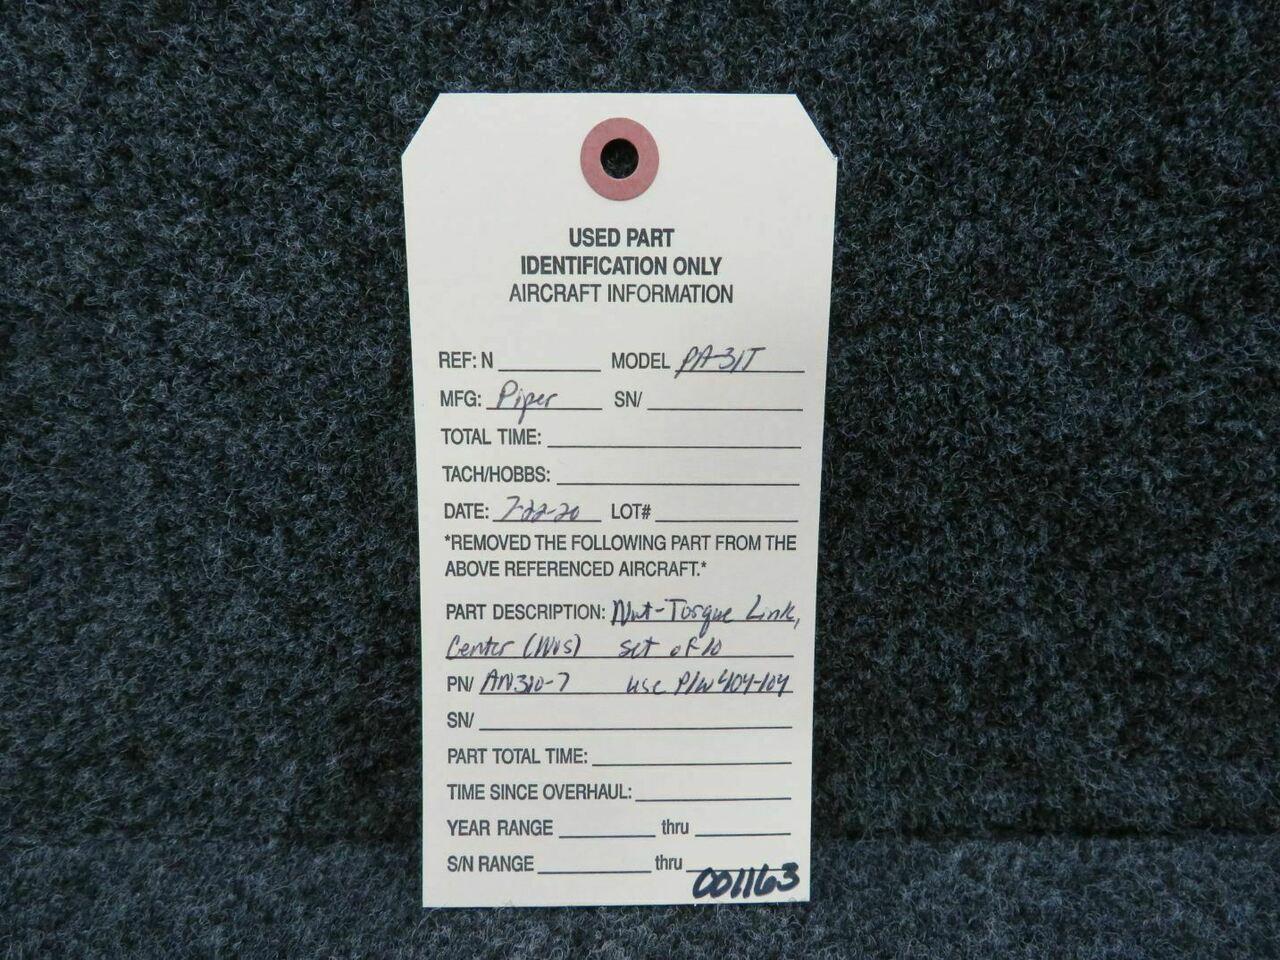 USED PART
IDENTIFICATION ONLY
AIRCRAFT INFORMATION
REF: N MODEL PA-31T
MFG: Piper SN/
TOTAL TIME:
TACH/HOBBS:
DATE: 7-22-20 LOT#
*REMOVED THE FOLLOWING PART FROM THE
ABOVE REFERENCED AIRCRAFT.*
PART DESCRIPTION: Nut-Torque Link,
Center (NVS) set of 10
PN/ AN310-7 use P/N 404-104
SN/
PART TOTAL TIME:
TIME SINCE OVERHAUL:
YEAR RANGE thru
S/N RANGE thru
001163